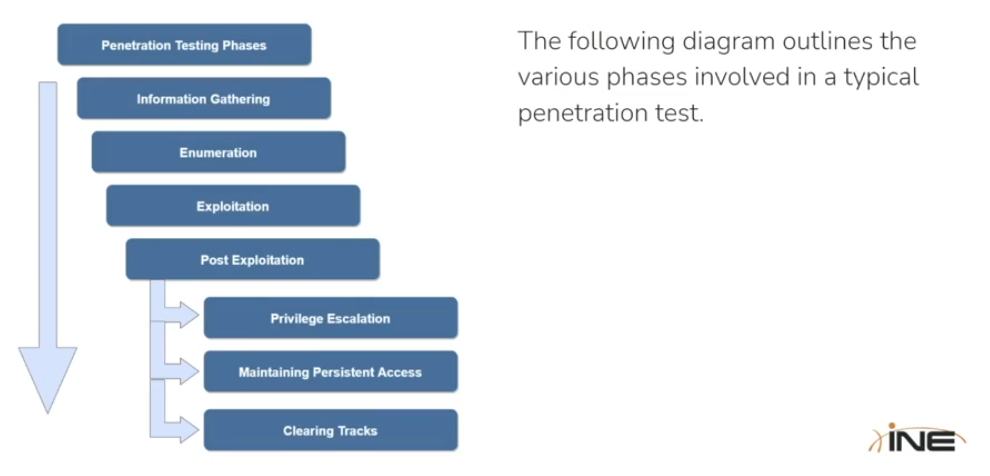 Penetration Testing Phases
Information Gathering
Enumeration
Exploitation
Post Exploitation
Privilege Escalation
Maintaining Persistent Access
Clearing Tracks
The following diagram outlines the
various phases involved in a typical
penetration test.
iNE